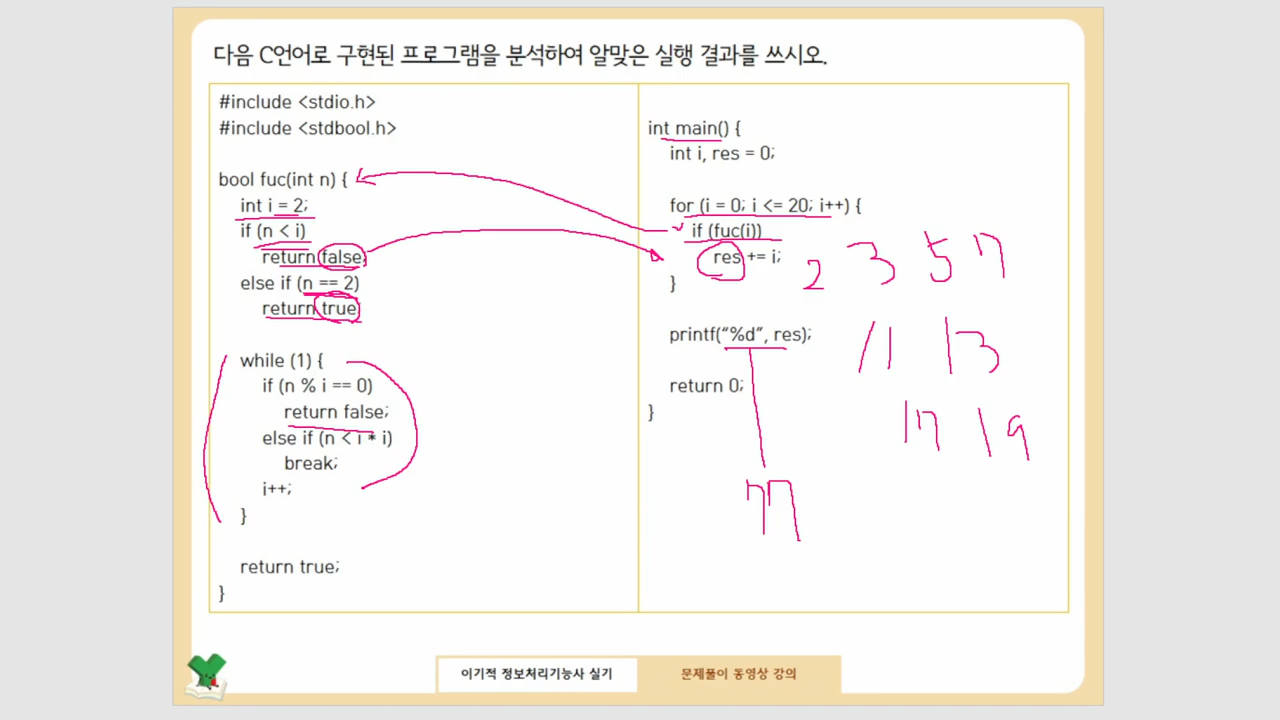 다음 C언어로 구현된 프로그램을 분석하여 알맞은 실행 결과를 쓰시오.
#include <stdio.h>
#include <stdbool.h>
bool fuc(int n) {
int i = 2;
if (n < i)
return false;
else if (n == 2)
return true;
while (1) {
if (n % i == 0)
return false;
else if (n < i * i)
break;
i++;
}
return true;
}
int main() {
int i, res = 0;
for (i = 0; i <= 20; i++) {
if (fuc(i))
res += i;
}
printf("%d", res);
return 0;
}
2 3 5 7
11 13
17 19
77
이기적 정보처리기능사 실기
문제풀이 동영상 강의